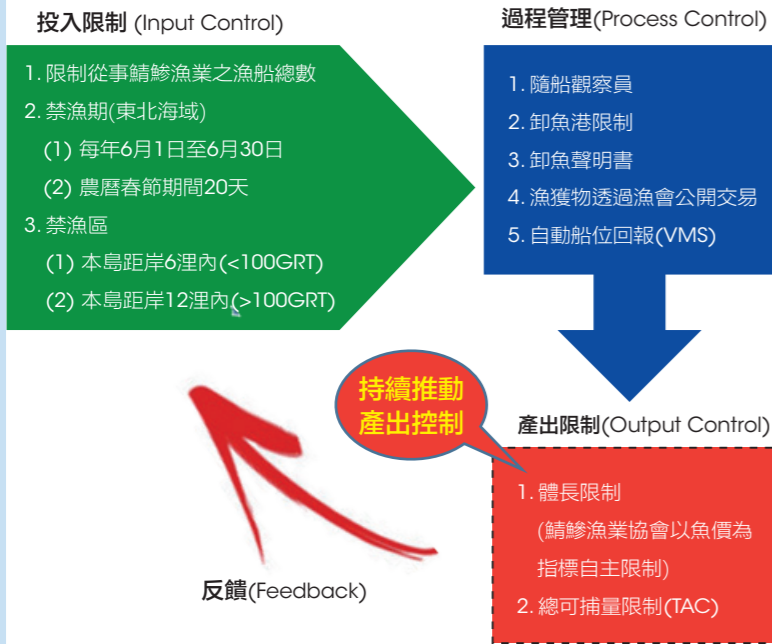 投入限制 (Input Control)
1. 限制從事鯖鰺漁業之漁船總數
2. 禁漁期(東北海域)
(1) 每年6月1日至6月30日
(2) 農曆春節期間20天
3. 禁漁區
(1) 本島距岸6浬內(<100GRT)
(2) 本島距岸12浬內(>100GRT)
過程管理(Process Control)
1. 隨船觀察員
2. 卸魚港限制
3. 卸魚聲明書
4. 漁獲物透過漁會公開交易
5. 自動船位回報(VMS)
持續推動
產出控制
產出限制(Output Control)
1. 體長限制
(鯖鰺漁業協會以魚價為
指標自主限制)
2. 總可捕量限制(TAC)
反饋(Feedback)